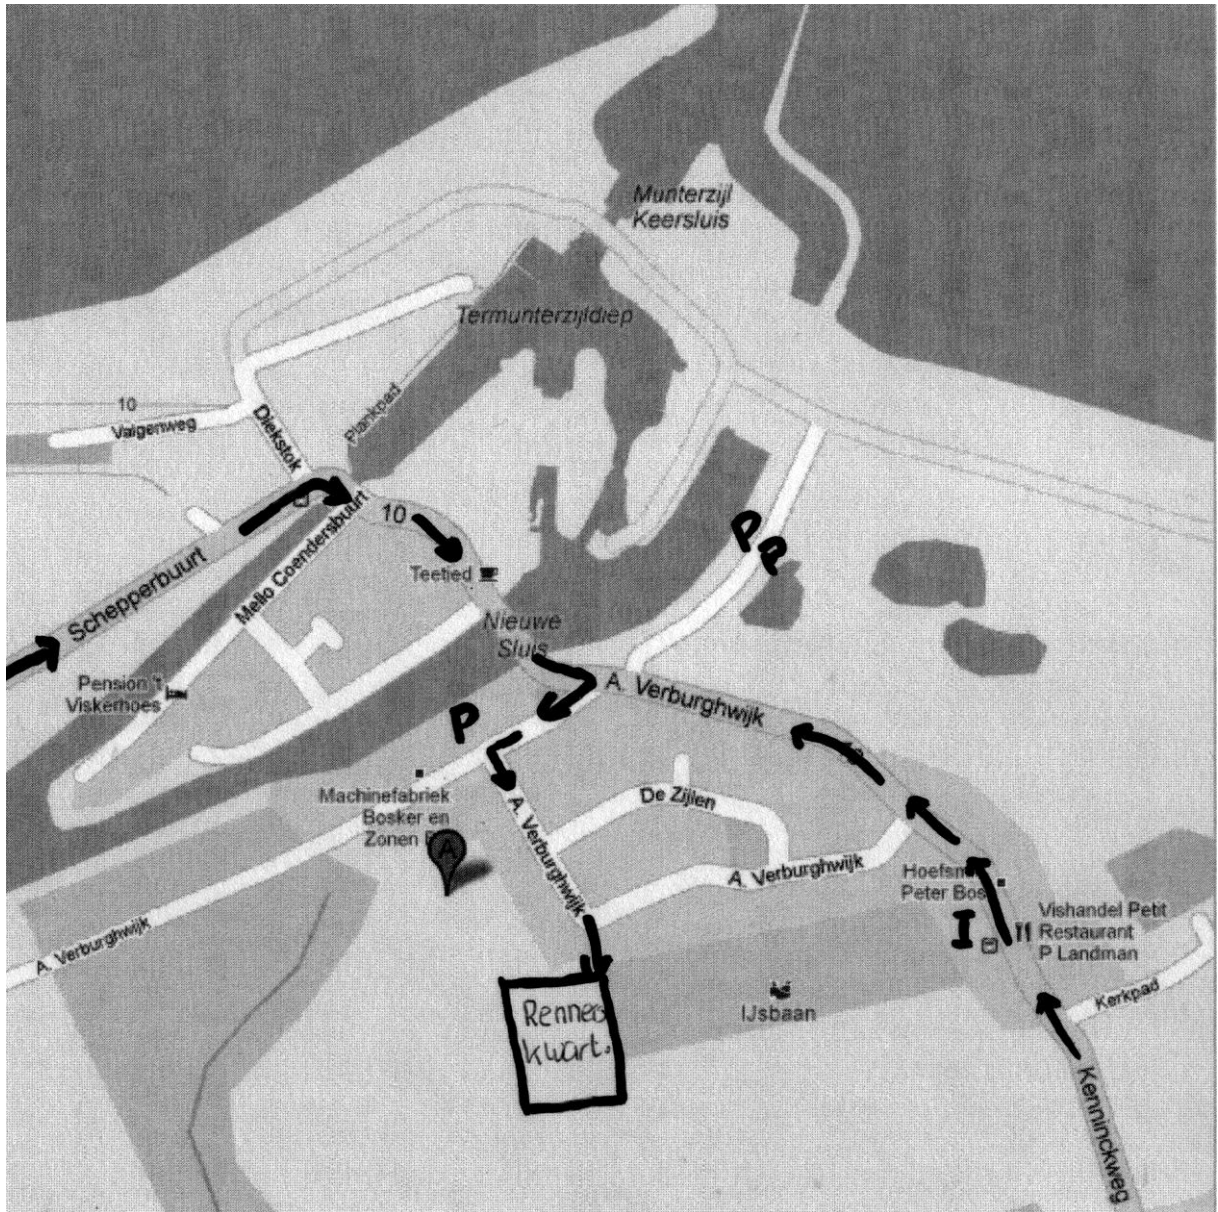 Munterzijl
Keersluis
Termunterzijldiep
Plankpad
10
Valgenweg
Diekstok
10
Schepperbuurt
Mello Coendersbuurt
Teetied
P
P
P
Nieuwe
Sluis
Pension 't
Viskerhoes
A. Verburghwijk
P
Machinefabriek
Bosker en
Zonen
A
A. Verburghwijk
De Zijlen
A. Verburghwijk
Hoefsm
Peter Bos
I
Vishandel Petit
Restaurant
P Landman
A. Verburghwijk
IJsbaan
Kerkpad
Renners
kwart.
Kenninckweg